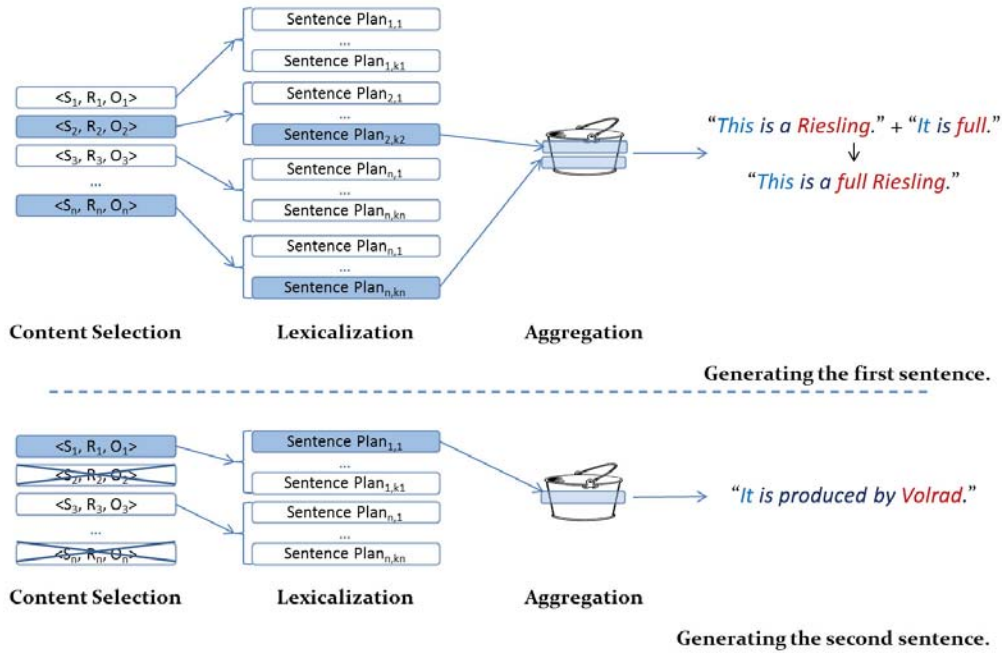 Sentence Plan1,1
...
Sentence Plan1,k1
<S1, R1, O1>
<S2, R2, O2>
<S3, R3, O3>
...
<Sn, Rn, On>
Sentence Plan2,1
...
Sentence Plan2,k2
Sentence Plann,1
...
Sentence Plann,kn
Sentence Plann,1
...
Sentence Plann,kn
“This is a Riesling.” + “It is full.”
↓
“This is a full Riesling.”
Content Selection
Lexicalization
Aggregation
Generating the first sentence.
<S1, R1, O1>
<S2, R2, O2>
<S3, R3, O3>
...
<Sn, Rn, On>
Sentence Plan1,1
...
Sentence Plan1,k1
Sentence Plann,1
...
Sentence Plann,kn
“It is produced by Volrad.”
Content Selection
Lexicalization
Aggregation
Generating the second sentence.